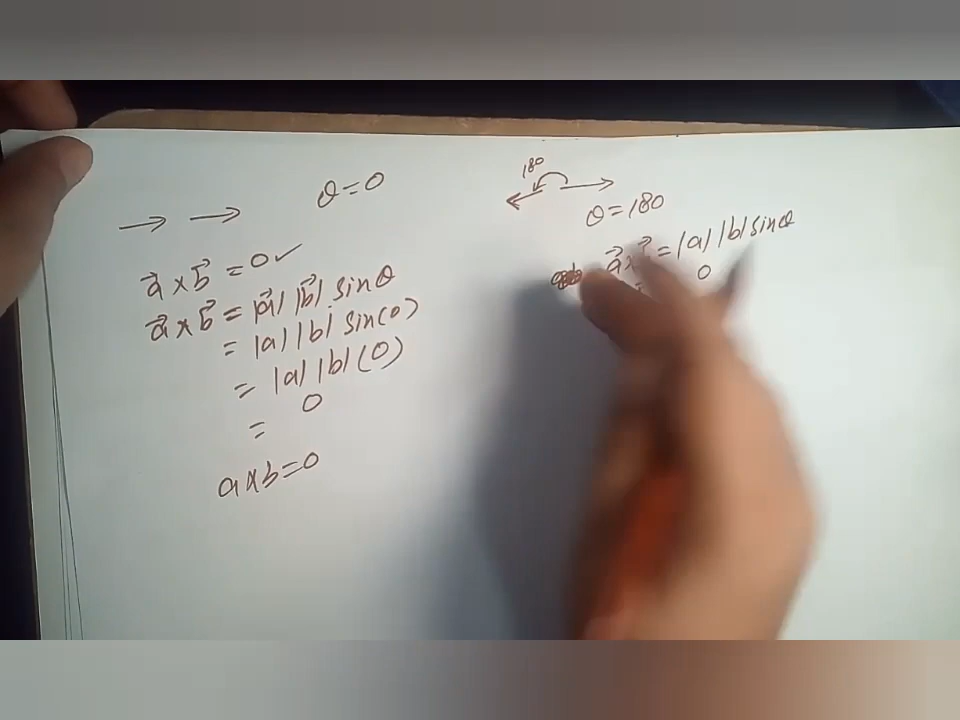 θ=0
a⃗ × b⃗ = 0 ✓
a⃗ × b⃗ = |a⃗| |b⃗| sinθ
= |a| |b| sin(0)
= |a| |b| (0)
= 0
a×b=0
180
θ=180
a⃗ × = |a| |b| sinθ
= 0